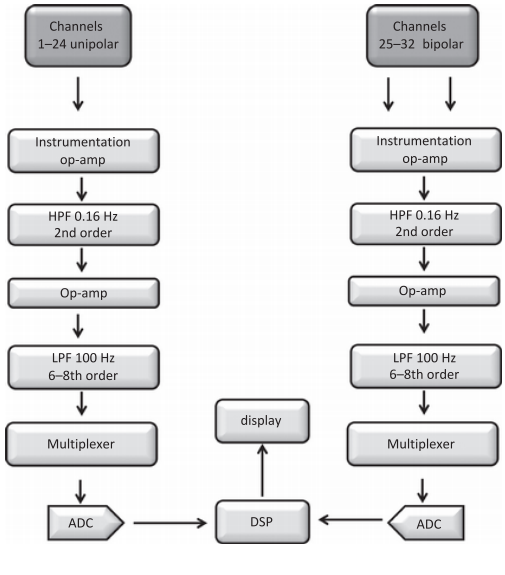 Channels
1–24 unipolar
Instrumentation
op-amp
HPF 0.16 Hz
2nd order
Op-amp
LPF 100 Hz
6–8th order
Multiplexer
ADC
Channels
25–32 bipolar
Instrumentation
op-amp
HPF 0.16 Hz
2nd order
Op-amp
LPF 100 Hz
6–8th order
Multiplexer
ADC
display
DSP